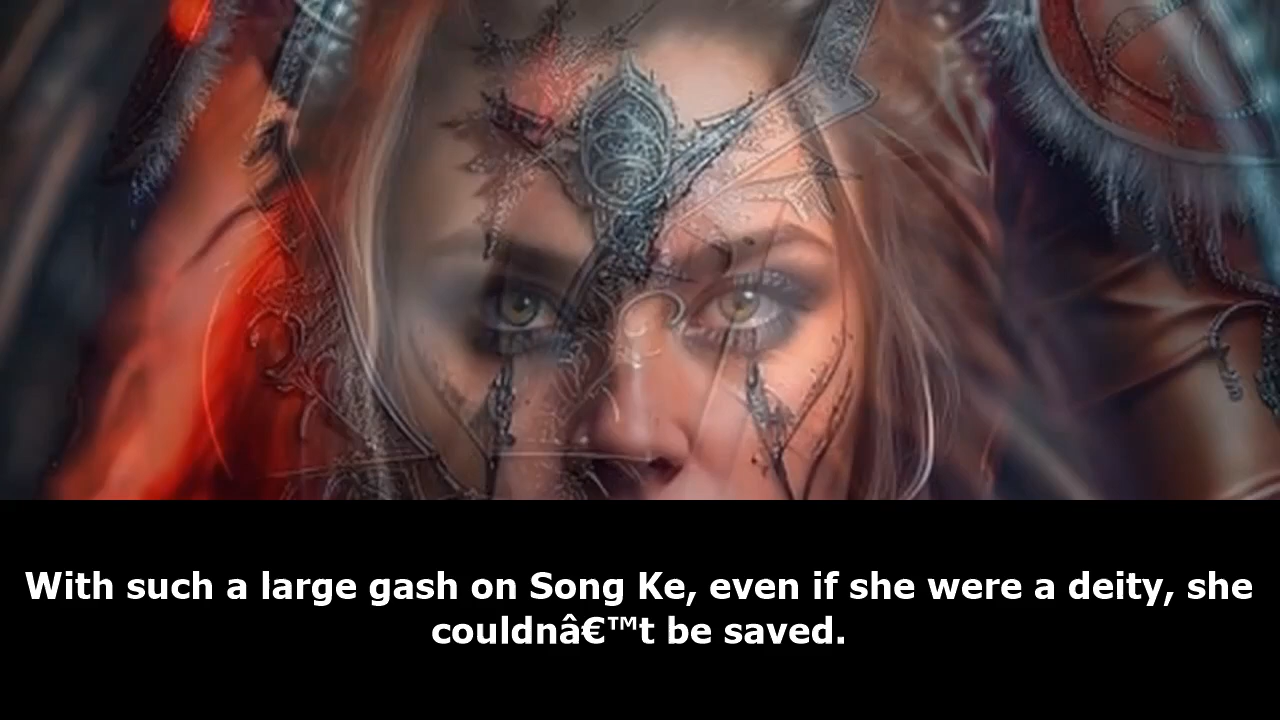 With such a large gash on Song Ke, even if she were a deity, she
couldnâ€™t be saved.